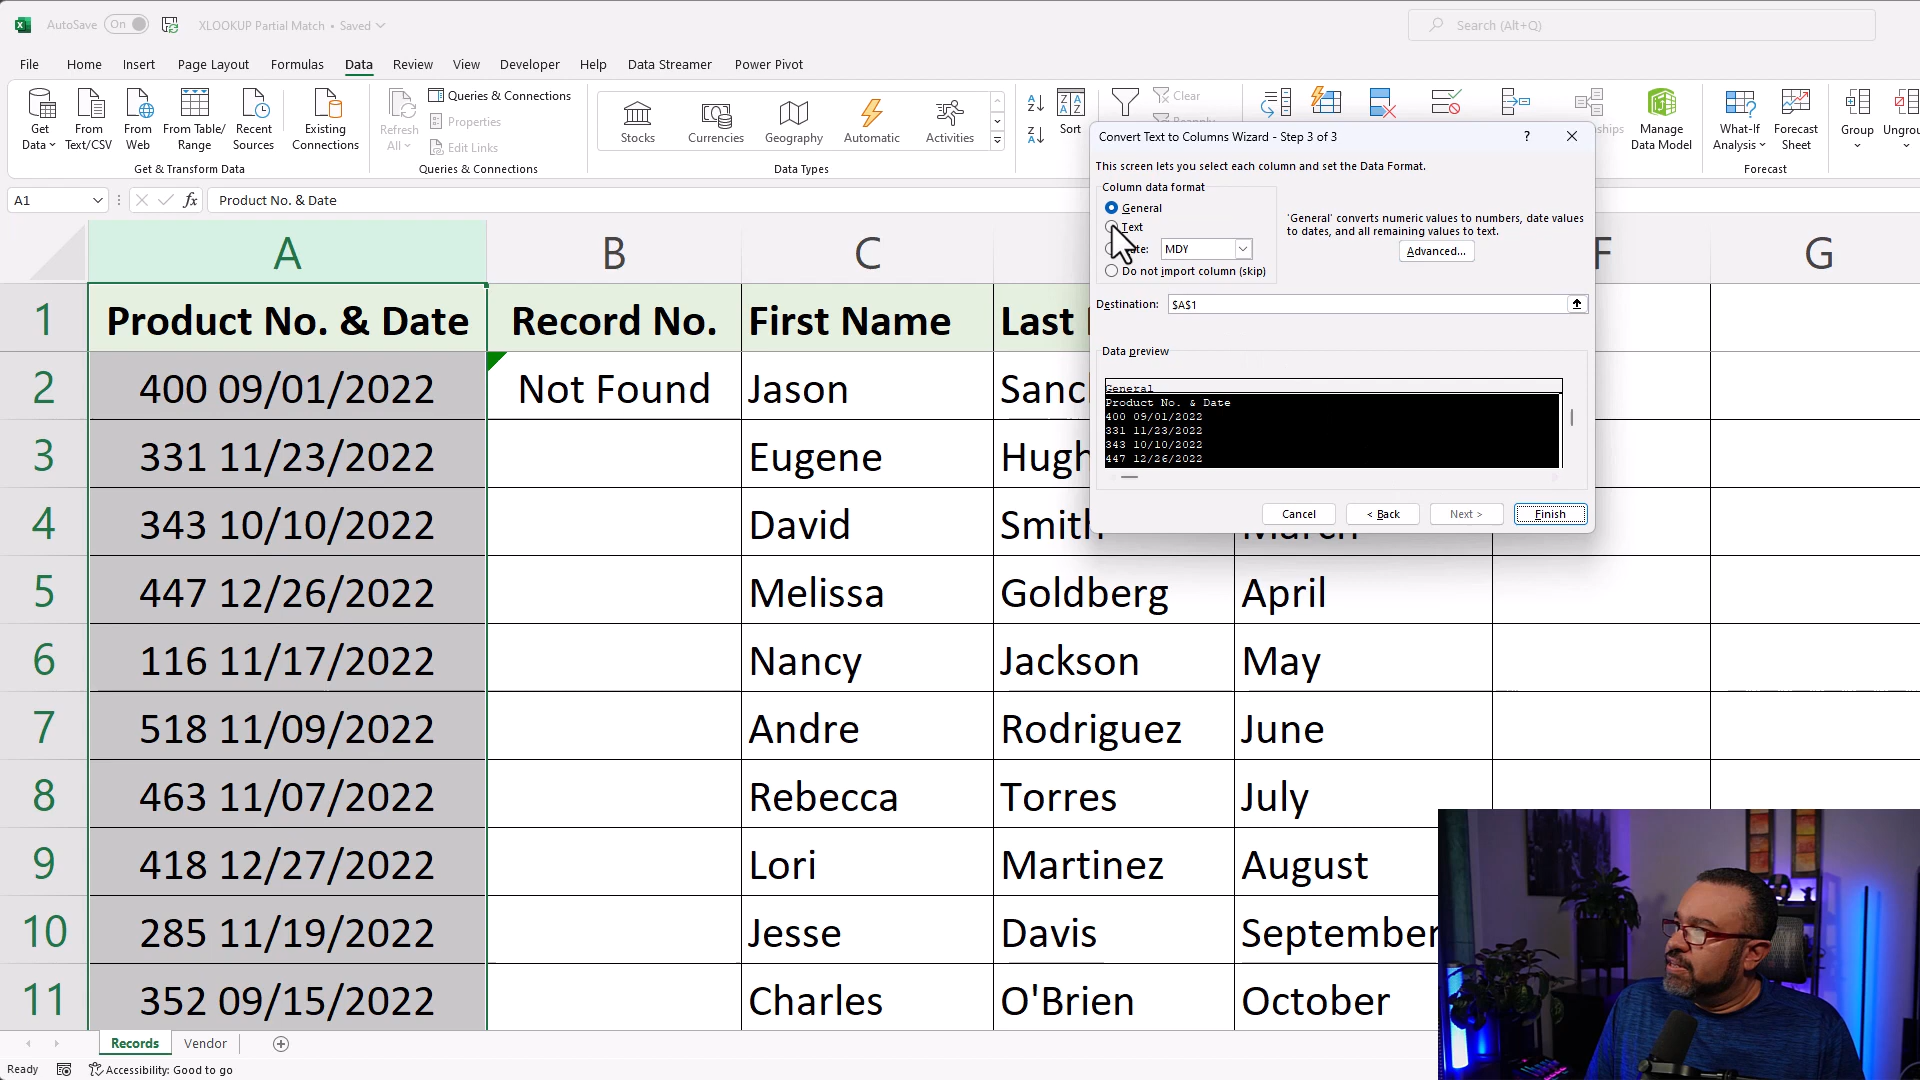 AutoSave On XLOOKUP Partial Match • Saved Search (Alt+Q)
File Home Insert Page Layout Formulas Data Review View Developer Help Data Streamer Power Pivot
Get Data From Text/CSV From Web From Table/ Range Recent Sources Existing Connections
Get & Transform Data
Refresh All Queries & Connections
Properties
Edit Links
Queries & Connections
Stocks Currencies Geography Automatic Activities
Data Types
Sort Clear
Manage Data Model What-If Analysis Forecast Sheet
Forecast
Group
A1 fx Product No. & Date
Convert Text to Columns Wizard - Step 3 of 3 ?
This screen lets you select each column and set the Data Format.
Column data format
General
Text
MDY
Do not import column (skip)
'General' converts numeric values to numbers, date values
to dates, and all remaining values to text.
Advanced...
Destination: $A$1
Data preview
General
Product No. & Date
400 09/01/2022
331 11/23/2022
343 10/10/2022
447 12/26/2022
Cancel < Back Next > Finish
A B C F G
1 Product No. & Date Record No. First Name Last
2 400 09/01/2022 Not Found Jason
3 331 11/23/2022 Eugene
4 343 10/10/2022 David Smith March
5 447 12/26/2022 Melissa Goldberg April
6 116 11/17/2022 Nancy Jackson May
7 518 11/09/2022 Andre Rodriguez June
8 463 11/07/2022 Rebecca Torres July
9 418 12/27/2022 Lori Martinez August
10 285 11/19/2022 Jesse Davis September
11 352 09/15/2022 Charles O'Brien October
Records Vendor
Ready Accessibility: Good to go